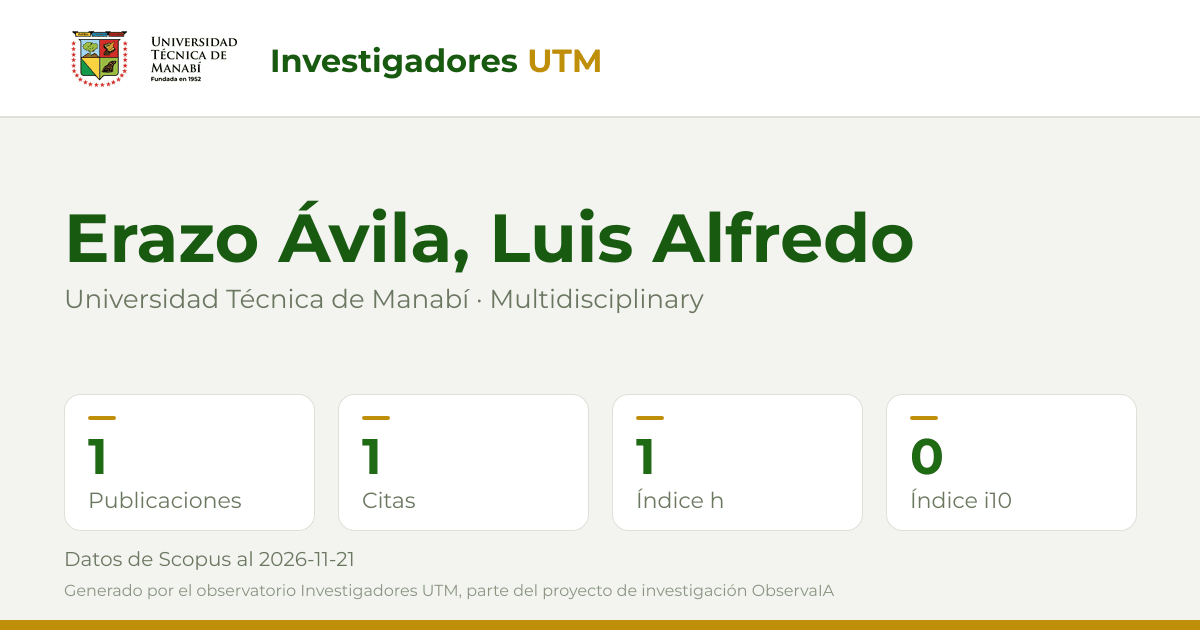 UNIVERSIDAD
TÉCNICA DE
MANABÍ
Fundada en 1952
Investigadores UTM
Erazo Ávila, Luis Alfredo
Universidad Técnica de Manabí · Multidisciplinary
1
Publicaciones
1
Citas
1
Índice h
0
Índice i10
Datos de Scopus al 2026-11-21
Generado por el observatorio Investigadores UTM, parte del proyecto de investigación ObservaIA